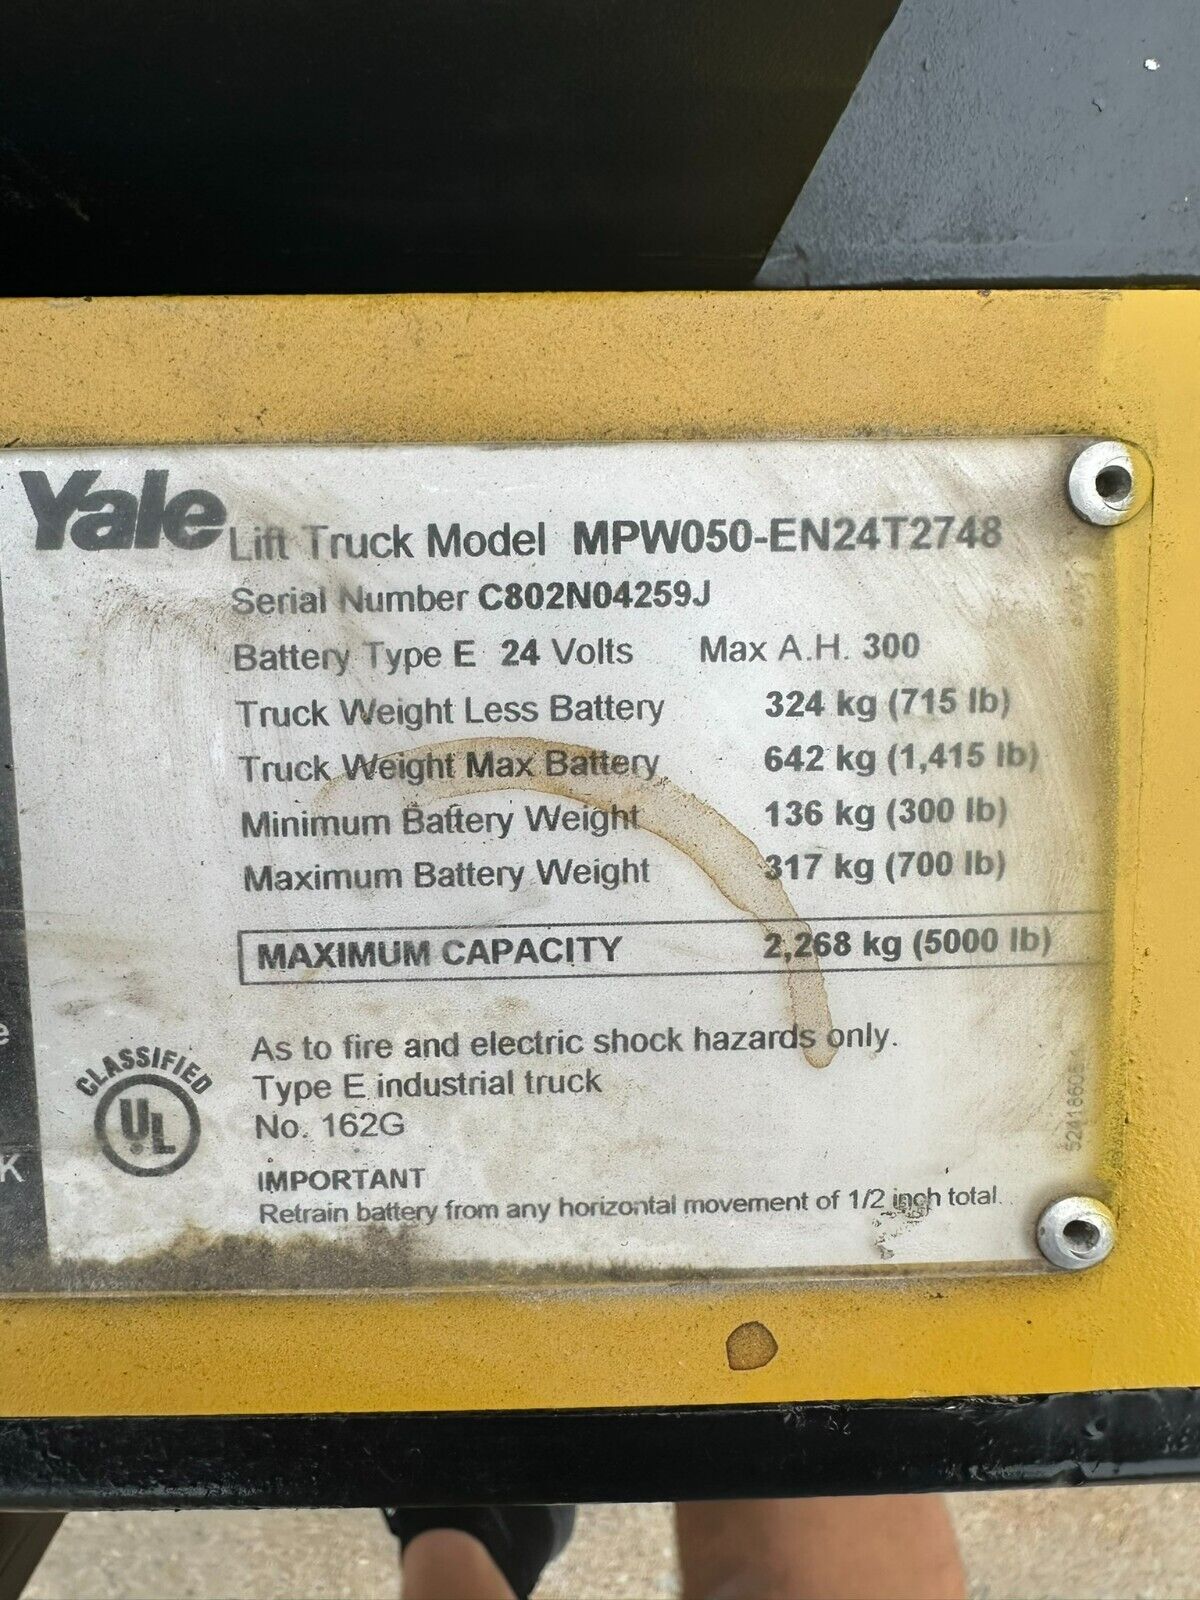 Yale Lift Truck Model MPW050-EN24T2748
Serial Number C802N04259J
Battery Type E 24 Volts Max A.H. 300
Truck Weight Less Battery 324 kg (715 lb)
Truck Weight Max Battery 642 kg (1,415 lb)
Minimum Battery Weight 136 kg (300 lb)
Maximum Battery Weight 317 kg (700 lb)
MAXIMUM CAPACITY 2,268 kg (5000 lb)
As to fire and electric shock hazards only.
Type E industrial truck
No. 162G
CLASSIFIED
UL
IMPORTANT
Retrain battery from any horizontal movement of 1/2 inch total.
e
K